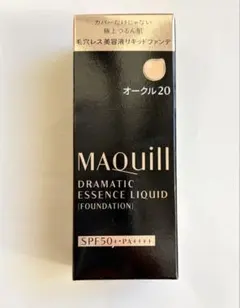 カバーだけじゃない
極上つるん肌
毛穴レス美容液リキッドファンデ
オークル20
MAQuill
DRAMATIC
ESSENCE LIQUID
[FOUNDATION]
SPF50+・PA++++